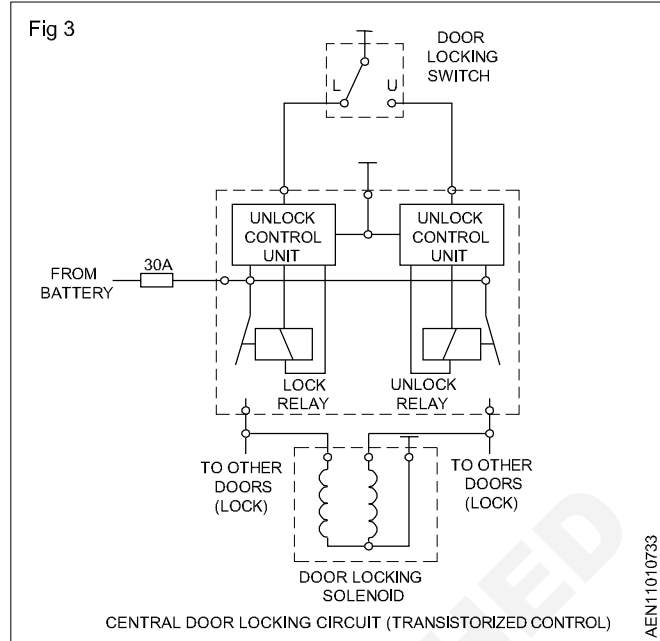 Fig 3
DOOR
LOCKING
SWITCH
L
U
UNLOCK
CONTROL
UNIT
UNLOCK
CONTROL
UNIT
FROM
BATTERY
30A
LOCK
RELAY
UNLOCK
RELAY
TO OTHER
DOORS
(LOCK)
TO OTHER
DOORS
(LOCK)
DOOR LOCKING
SOLENOID
CENTRAL DOOR LOCKING CIRCUIT (TRANSISTORIZED CONTROL)
AEN11010733
HED